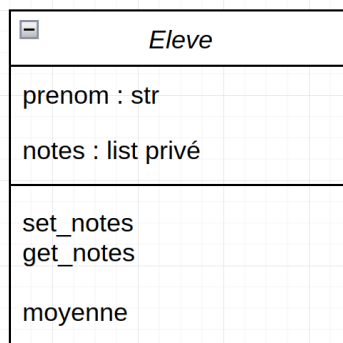 Eleve
prenom : str
notes : list privé
set_notes
get_notes
moyenne